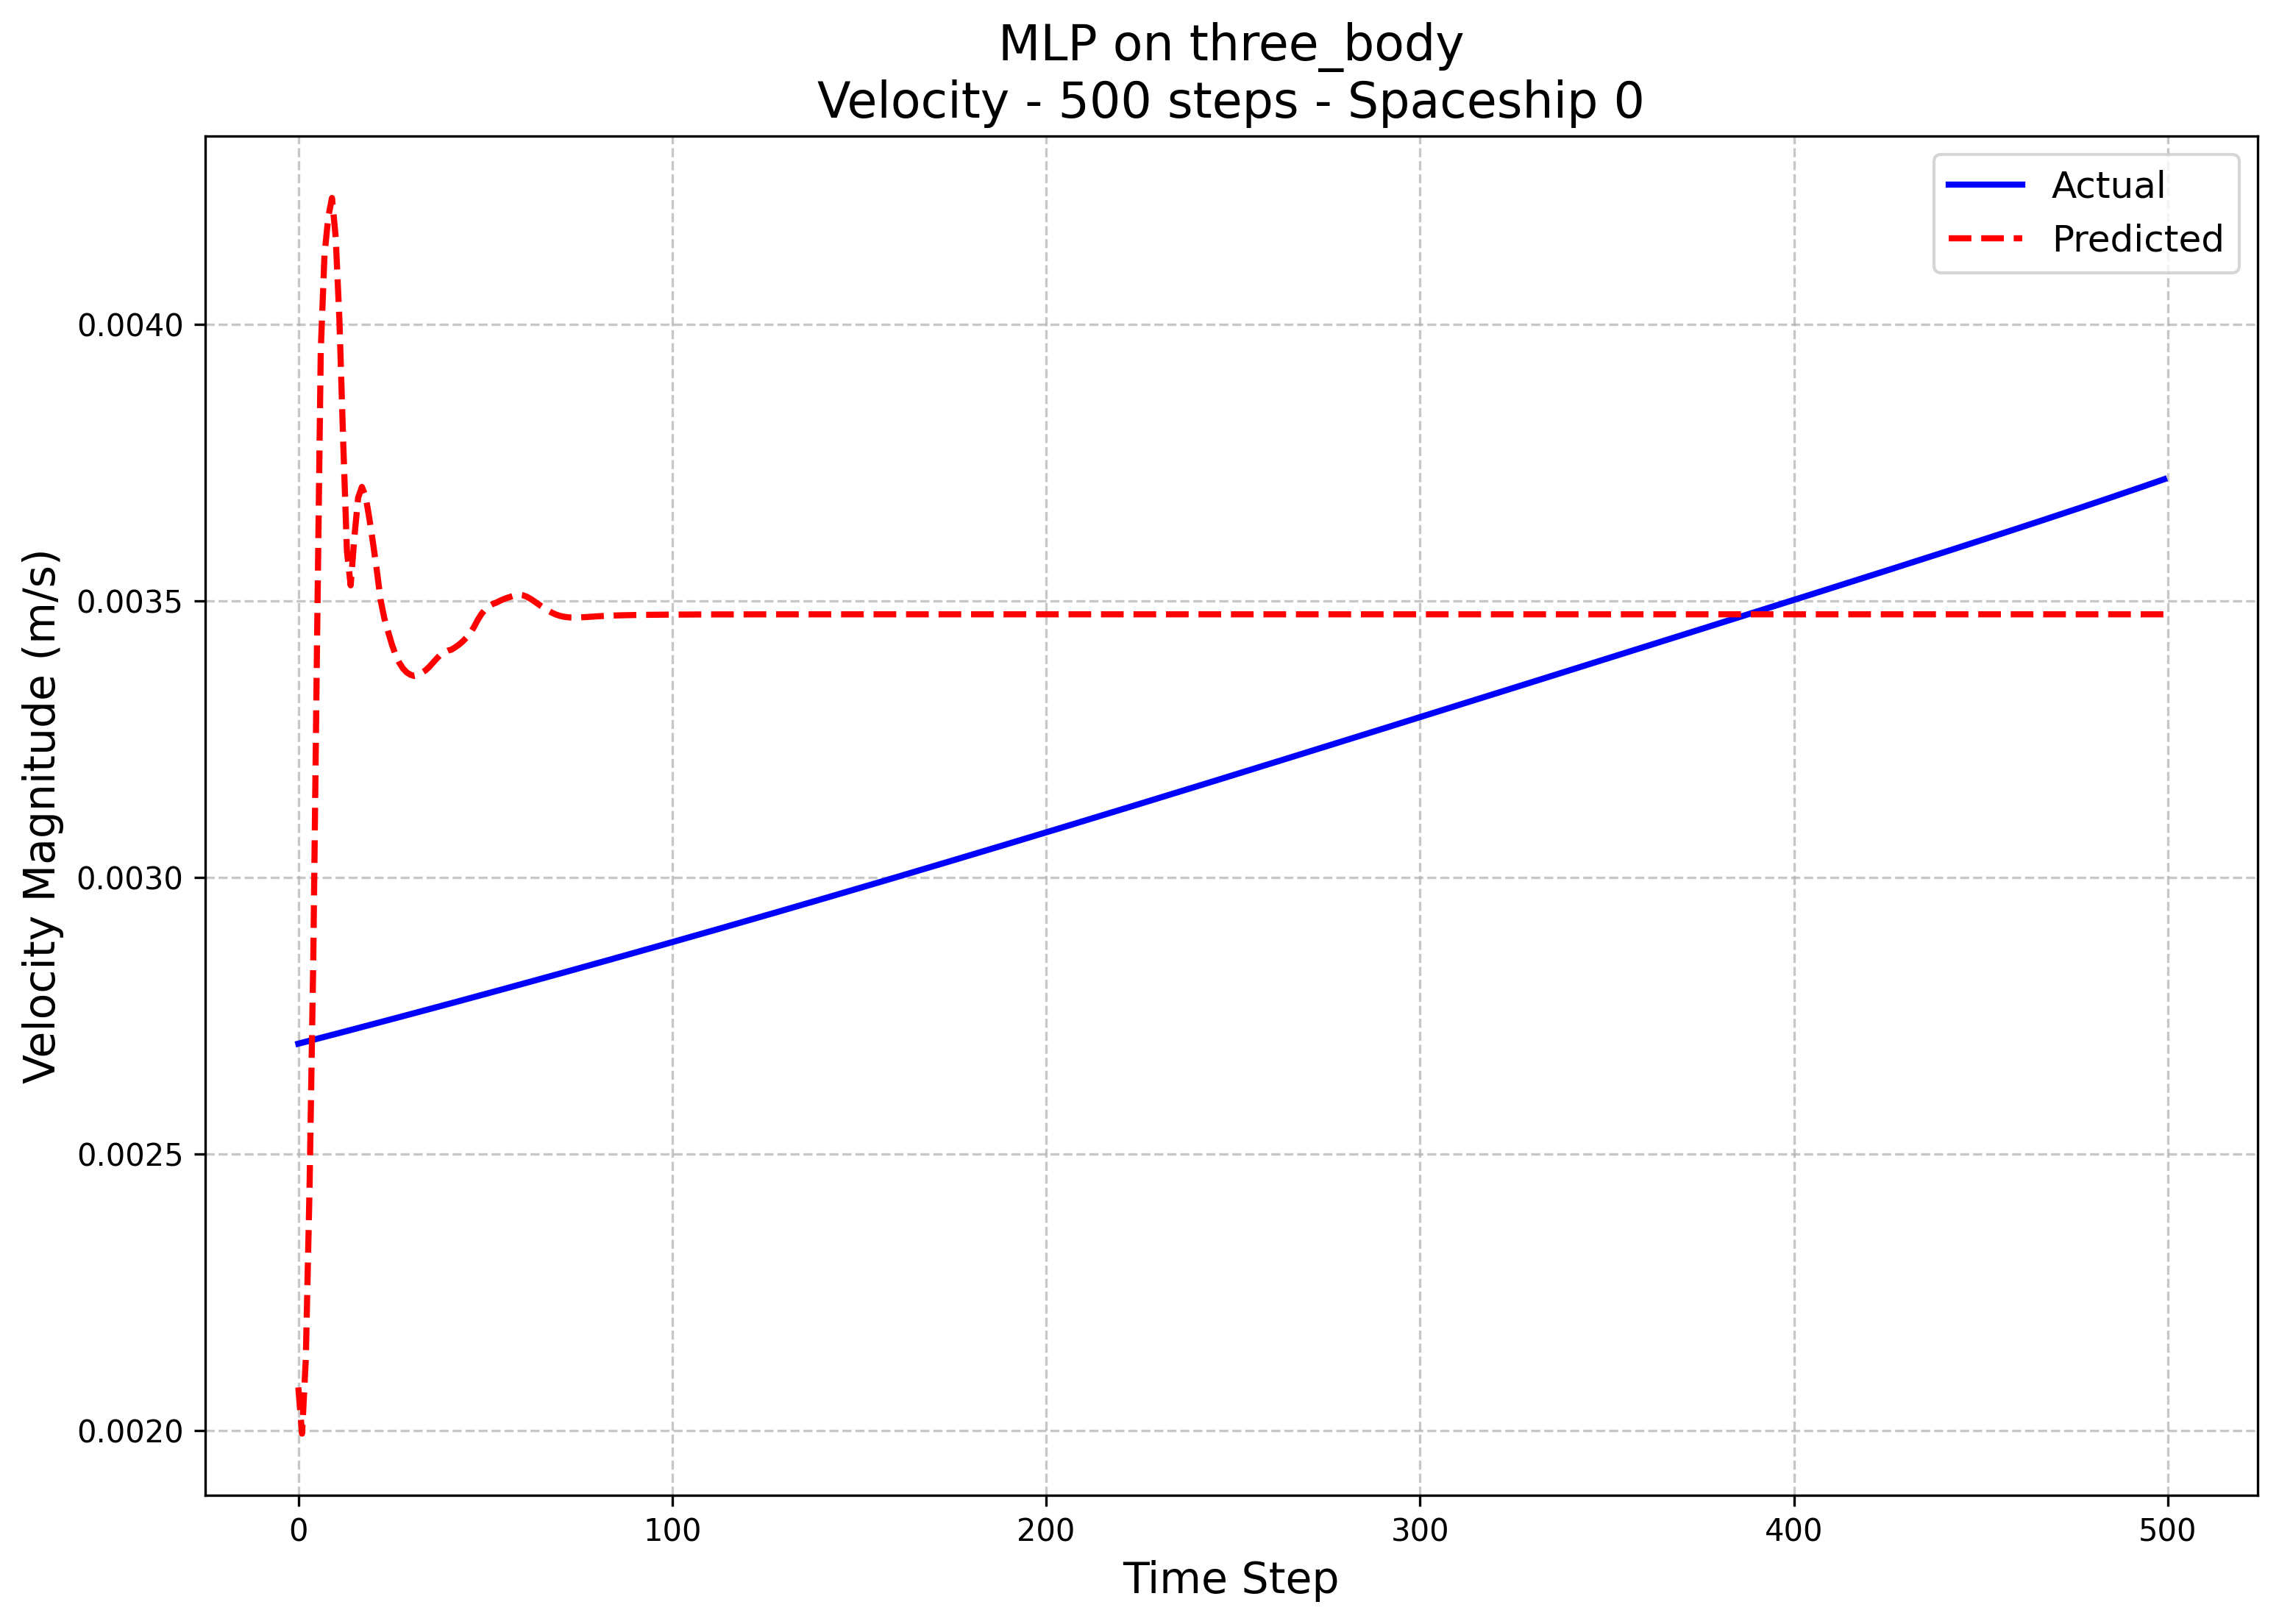 MLP on three_body
Velocity - 500 steps - Spaceship 0
Actual
Predicted
Velocity Magnitude (m/s)
0.0040
0.0035
0.0030
0.0025
0.0020
0 100 200 300 400 500
Time Step